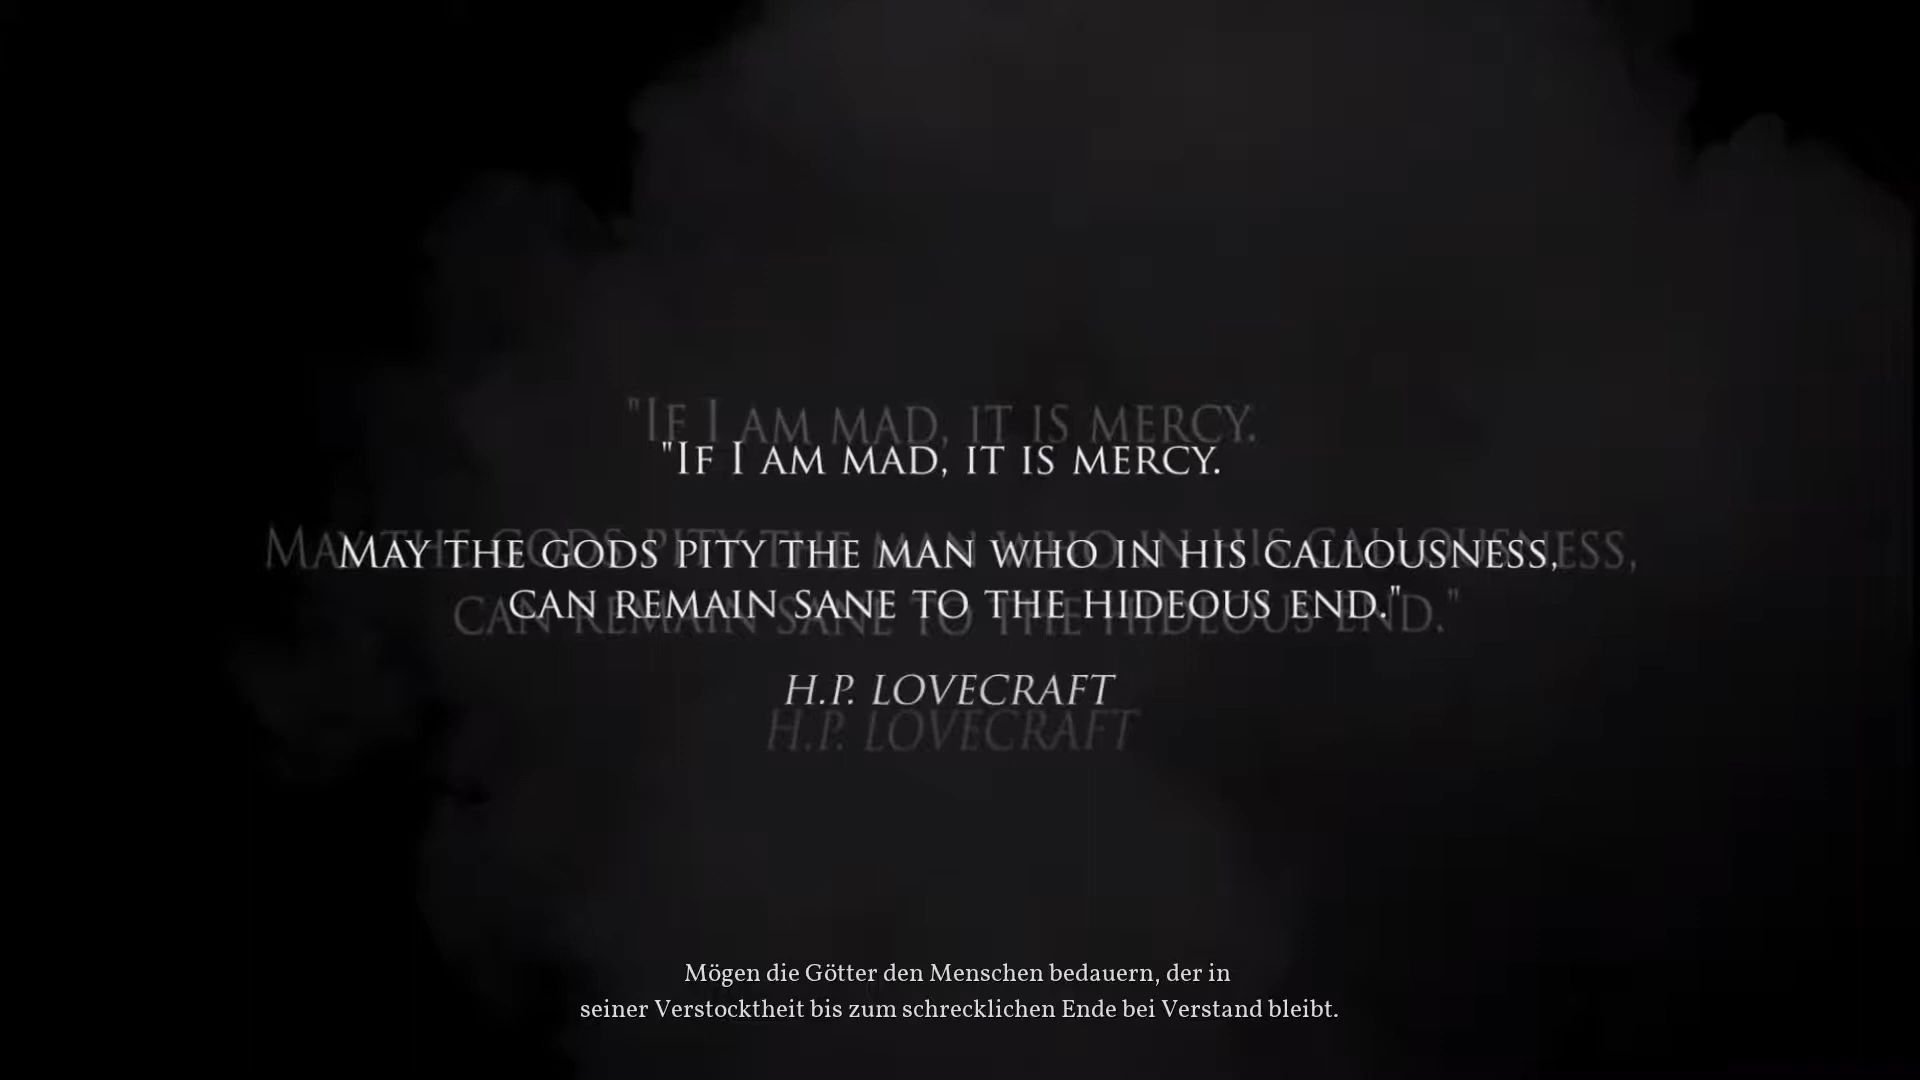 "If I am mad, it is mercy.
May the gods pity the man who in his callousness,
can remain sane to the hideous end."
H.P. LOVECRAFT
Mögen die Götter den Menschen bedauern, der in
seiner Verstocktheit bis zum schrecklichen Ende bei Verstand bleibt.